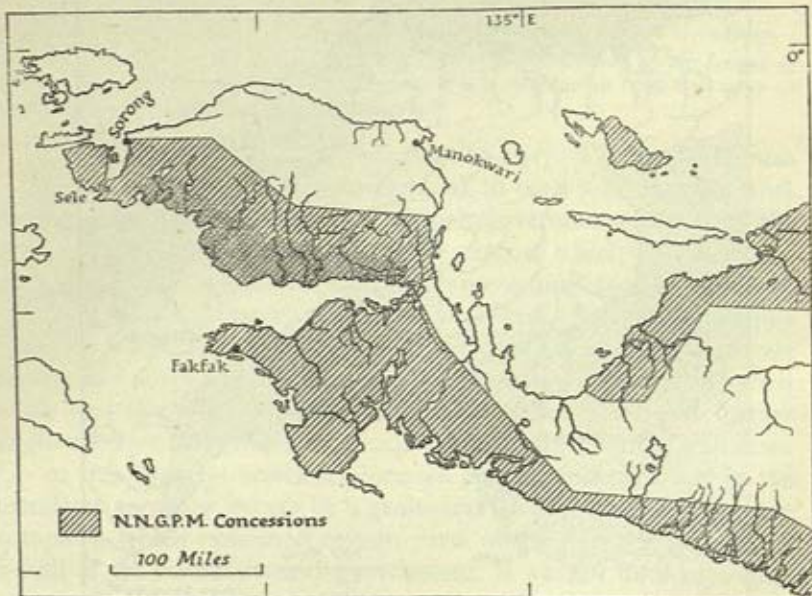 135° E
0°
Sorong
Manokwari
Sele
Fakfak
N.N.G.P.M. Concessions
100 Miles